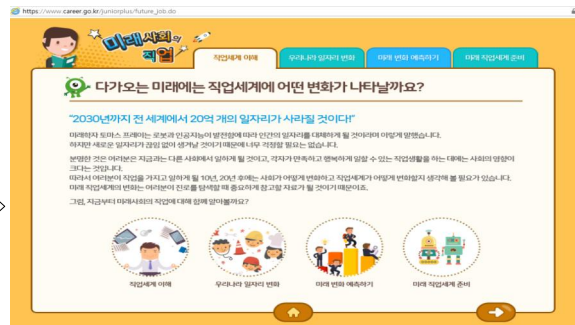 https://www.career.go.kr/juniorplus/future_job.do
미래사회의
직업
직업세계 이해
우리나라 일자리 변화
미래 변화 예측하기
미래 직업세계 준비
다가오는 미래에는 직업세계에 어떤 변화가 나타날까요?
"2030년까지 전 세계에서 20억 개의 일자리가 사라질 것이다!"
미래학자 토마스 프레이는 로봇과 인공지능이 발전함에 따라 인간의 일자리를 대체하게 될 것이라며 이렇게 말했습니다.
하지만 새로운 일자리가 끊임 없이 생겨날 것이기 때문에 너무 걱정할 필요는 없습니다.
분명한 것은 여러분은 지금과는 다른 사회에서 일하게 될 것이고, 각자가 만족하고 행복하게 일할 수 있는 직업생활을 하는 데에는 사회의 영향이
크다는 것입니다.
따라서 여러분이 직업을 가지고 일하게 될 10년, 20년 후에는 사회가 어떻게 변화하고 직업세계가 어떻게 변화할지 생각해 볼 필요가 있습니다.
미래 직업세계의 변화는 여러분이 진로를 탐색할 때 중요하게 참고할 자료가 될 것이기 때문이죠.
그럼, 지금부터 미래사회의 직업에 대해 함께 알아볼까요?
직업세계 이해
우리나라 일자리 변화
미래 변화 예측하기
미래 직업세계 준비